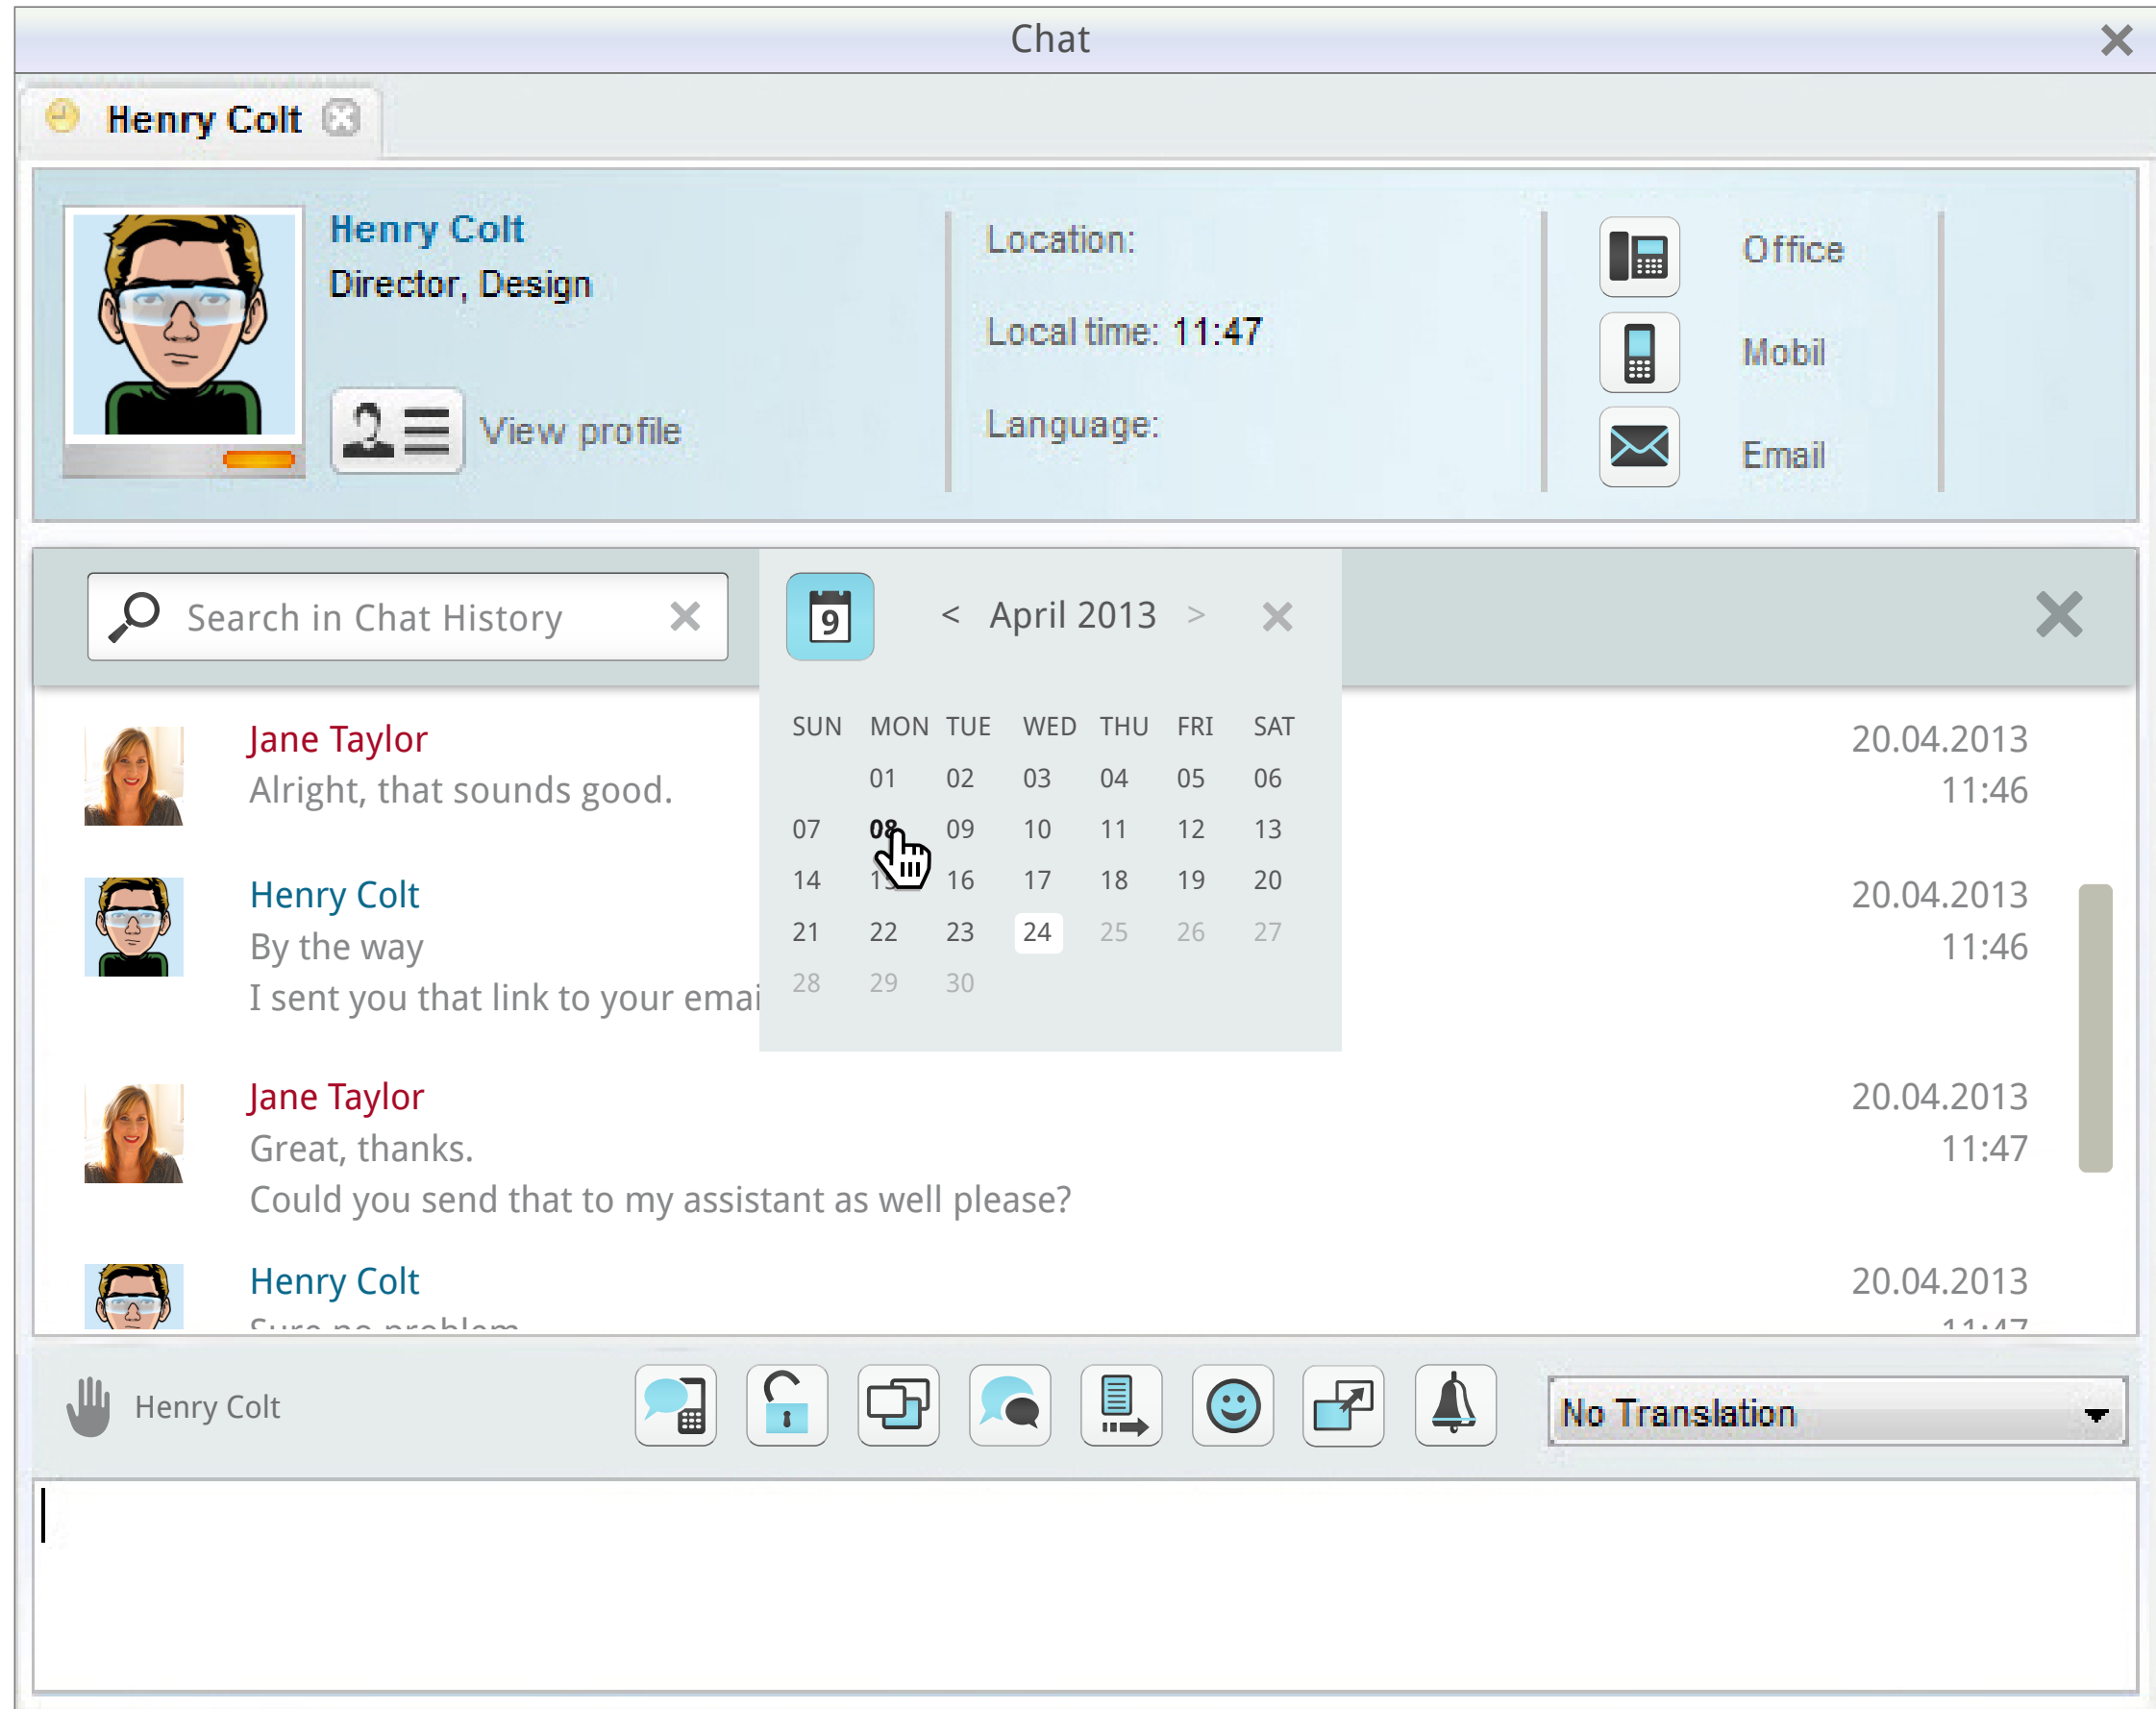 Chat
Henry Colt
Henry Colt
Director, Design
View profile
Location:
Local time: 11:47
Language:
Office
Mobil
Email
Search in Chat History
9
< April 2013 >
SUN MON TUE WED THU FRI SAT
01 02 03 04 05 06
07 08 09 10 11 12 13
14 15 16 17 18 19 20
21 22 23 24 25 26 27
28 29 30
Jane Taylor 20.04.2013
Alright, that sounds good. 11:46
Henry Colt 20.04.2013
By the way 11:46
I sent you that link to your emai
Jane Taylor 20.04.2013
Great, thanks. 11:47
Could you send that to my assistant as well please?
Henry Colt 20.04.2013
Sure no problem 11:47
Henry Colt
No Translation